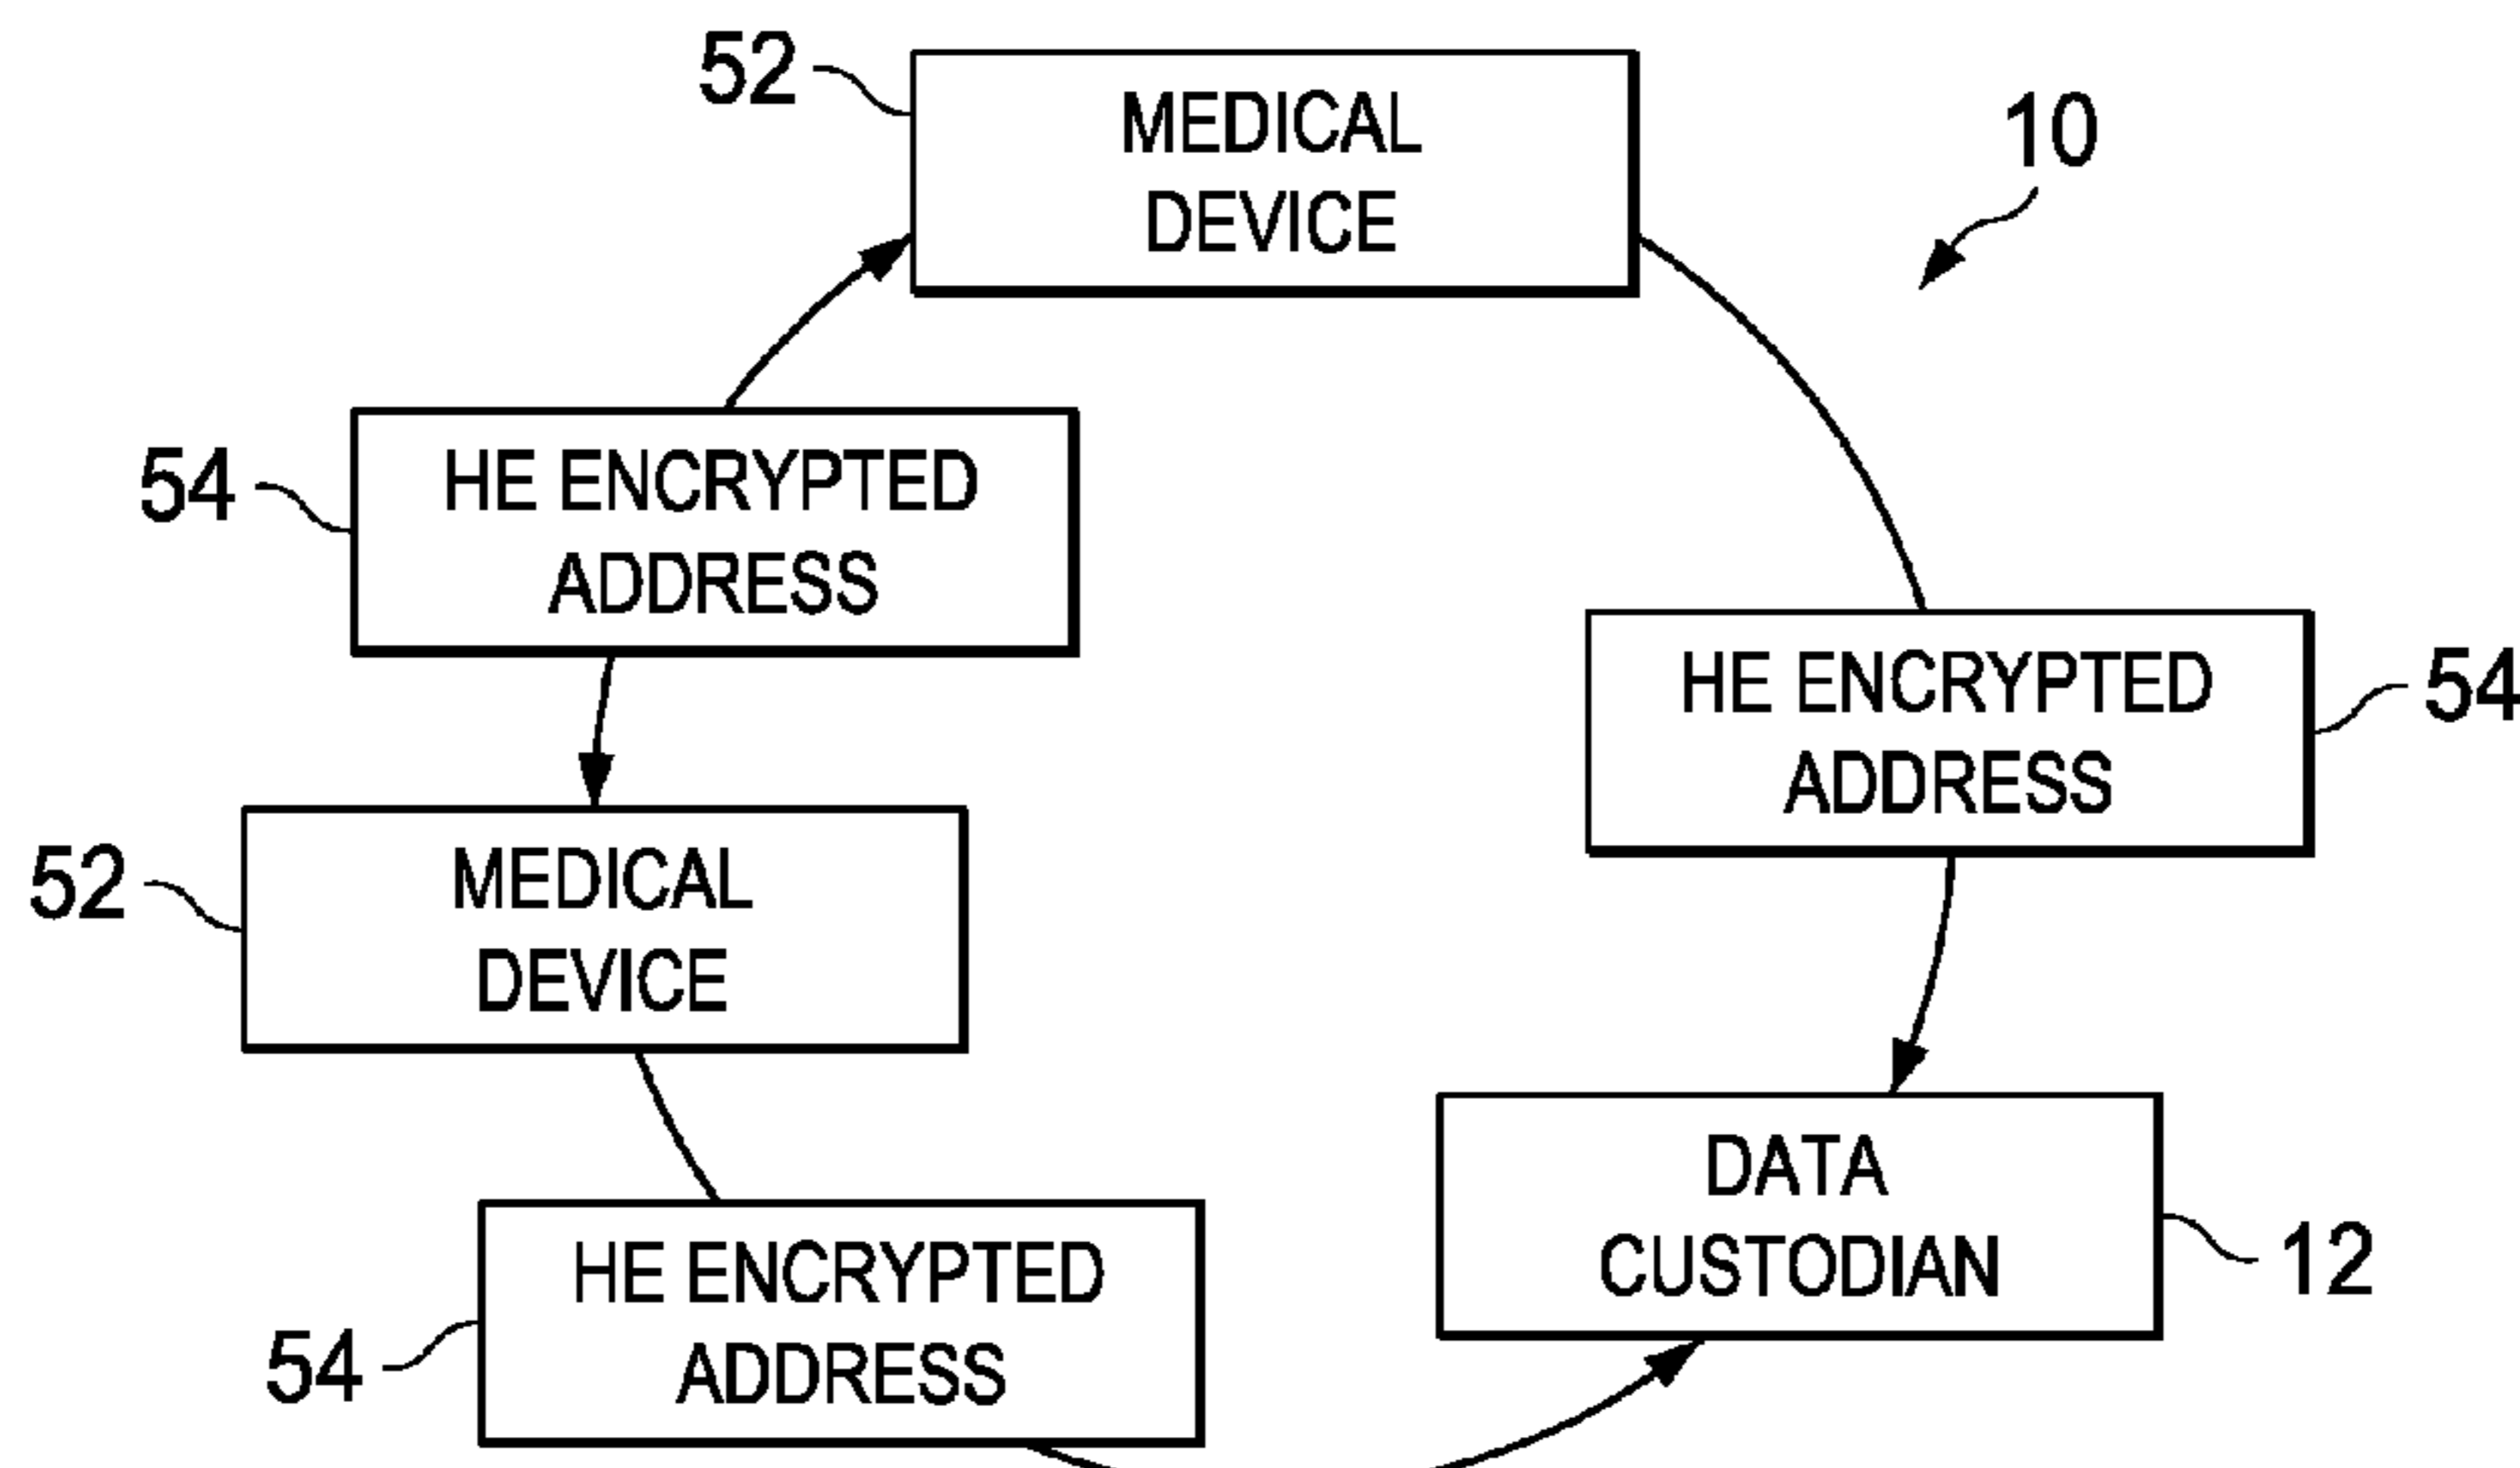 52
MEDICAL
DEVICE
10
54
HE ENCRYPTED
ADDRESS
HE ENCRYPTED
ADDRESS
54
52
MEDICAL
DEVICE
DATA
CUSTODIAN
12
HE ENCRYPTED
ADDRESS
54